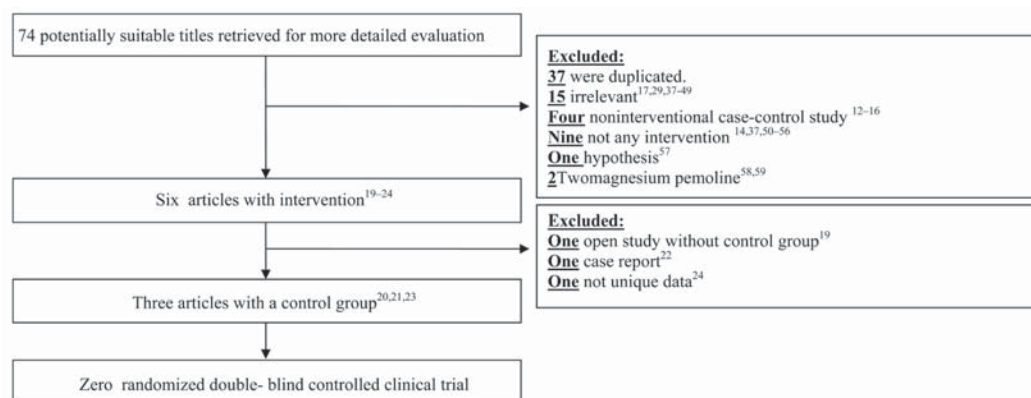 74 potentially suitable titles retrieved for more detailed evaluation
Excluded:
37 were duplicated.
15 irrelevant17,29,37-49
Four noninterventional case-control study 12–16
Nine not any intervention 14,37,50–56
One hypothesis57
2Twomagnesium pemoline58,59
Six articles with intervention19–24
Excluded:
One open study without control group19
One case report22
One not unique data24
Three articles with a control group20,21,23
Zero randomized double- blind controlled clinical trial